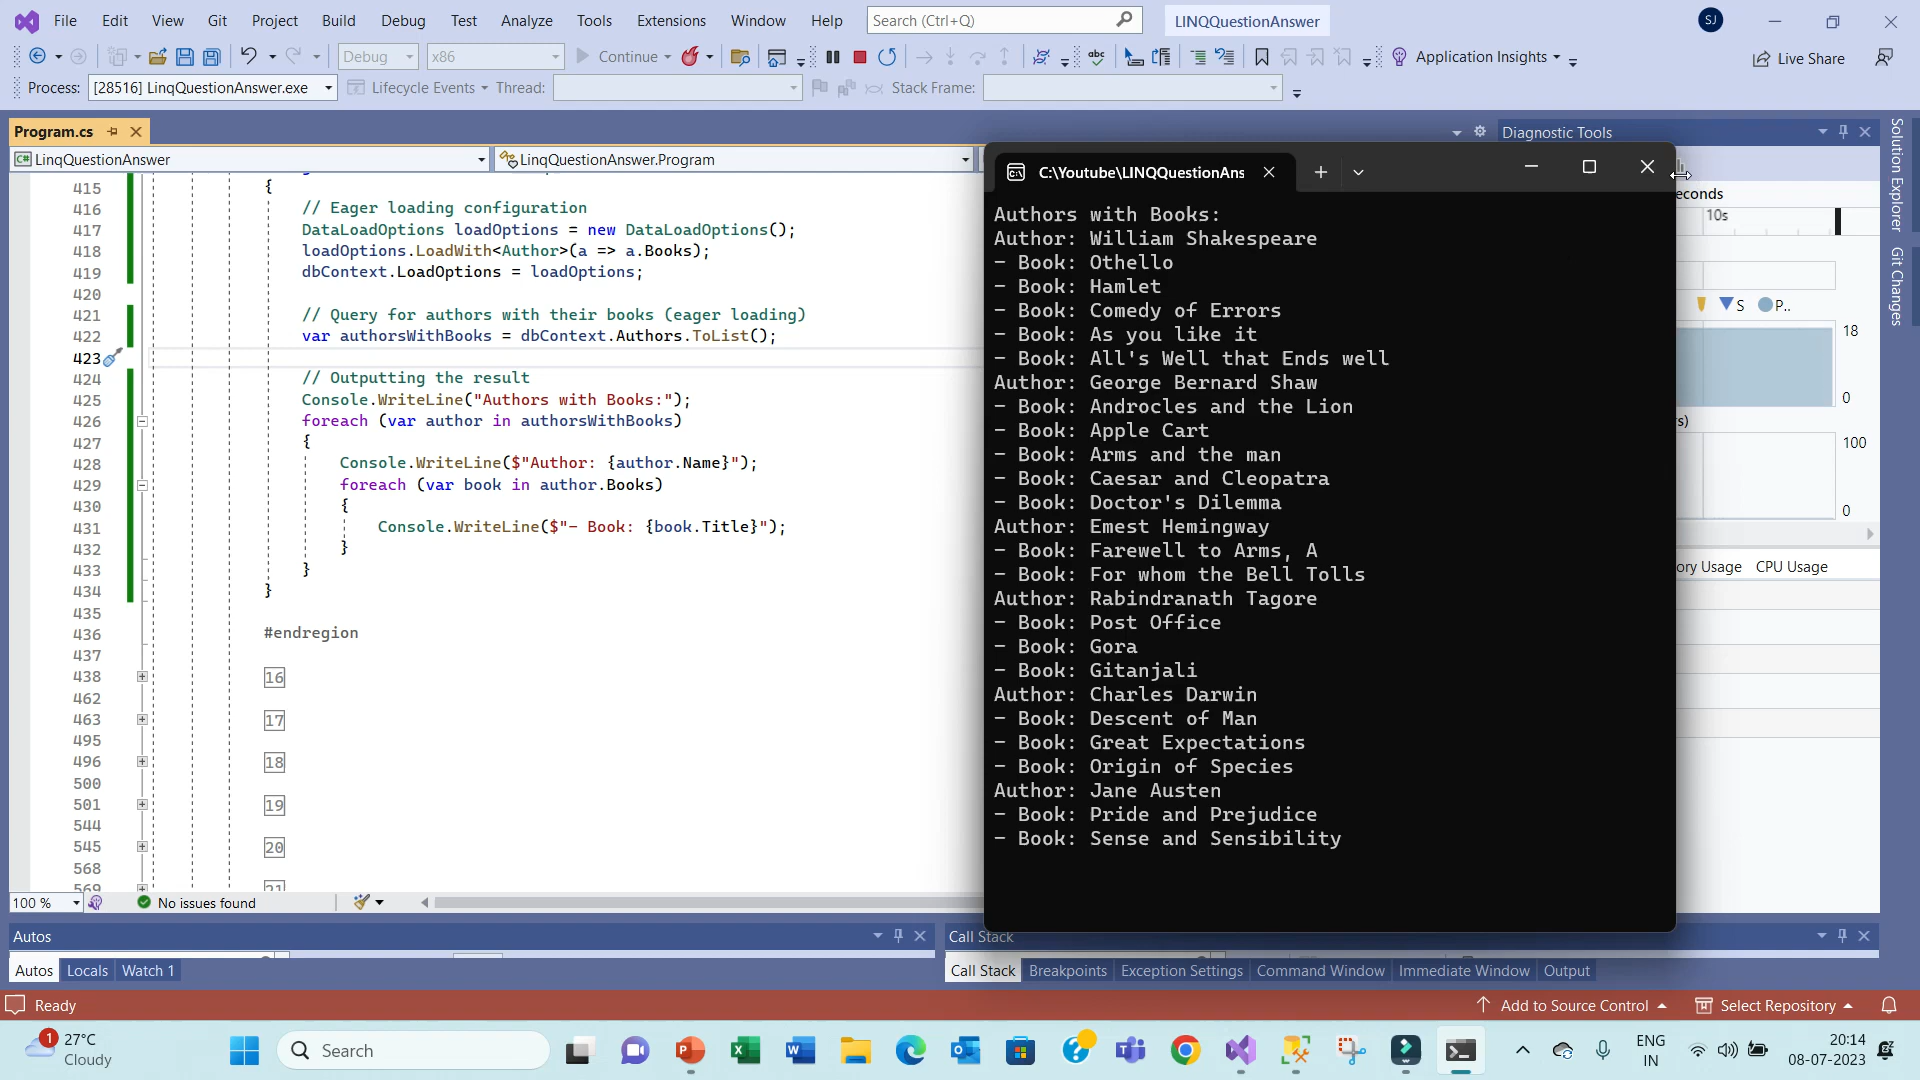 File Edit View Git Project Build Debug Test Analyze Tools Extensions Window Help Search (Ctrl+Q) LINQQuestionAnswer SJ
Debug x86 Continue Application Insights Live Share
Process: [28516] LinqQuestionAnswer.exe Lifecycle Events Thread: Stack Frame:
Program.cs
LinqQuestionAnswer LinqQuestionAnswer.Program
415 {
416 // Eager loading configuration
417 DataLoadOptions loadOptions = new DataLoadOptions();
418 loadOptions.LoadWith<Author>(a => a.Books);
419 dbContext.LoadOptions = loadOptions;
420
421 // Query for authors with their books (eager loading)
422 var authorsWithBooks = dbContext.Authors.ToList();
423
424 // Outputting the result
425 Console.WriteLine("Authors with Books:");
426 foreach (var author in authorsWithBooks)
427 {
428 Console.WriteLine($"Author: {author.Name}");
429 foreach (var book in author.Books)
430 {
431 Console.WriteLine($"- Book: {book.Title}");
432 }
433 }
434 }
435
436 #endregion
437
438 16
462
463 17
495
496 18
500
501 19
544
545 20
568
569 21
100 % No issues found
C:\Youtube\LINQQuestionAns
Authors with Books:
Author: William Shakespeare
- Book: Othello
- Book: Hamlet
- Book: Comedy of Errors
- Book: As you like it
- Book: All's Well that Ends well
Author: George Bernard Shaw
- Book: Androcles and the Lion
- Book: Apple Cart
- Book: Arms and the man
- Book: Caesar and Cleopatra
- Book: Doctor's Dilemma
Author: Emest Hemingway
- Book: Farewell to Arms, A
- Book: For whom the Bell Tolls
Author: Rabindranath Tagore
- Book: Post Office
- Book: Gora
- Book: Gitanjali
Author: Charles Darwin
- Book: Descent of Man
- Book: Great Expectations
- Book: Origin of Species
Author: Jane Austen
- Book: Pride and Prejudice
- Book: Sense and Sensibility
Diagnostic Tools
econds
10s
S P..
18
0
s)
100
0
ory Usage CPU Usage
Solution Explorer
Git Changes
Autos
Autos Locals Watch 1
Call Stack
Call Stack Breakpoints Exception Settings Command Window Immediate Window Output
Ready Add to Source Control Select Repository
1 27°C
Cloudy
Search
ENG
IN
20:14
08-07-2023